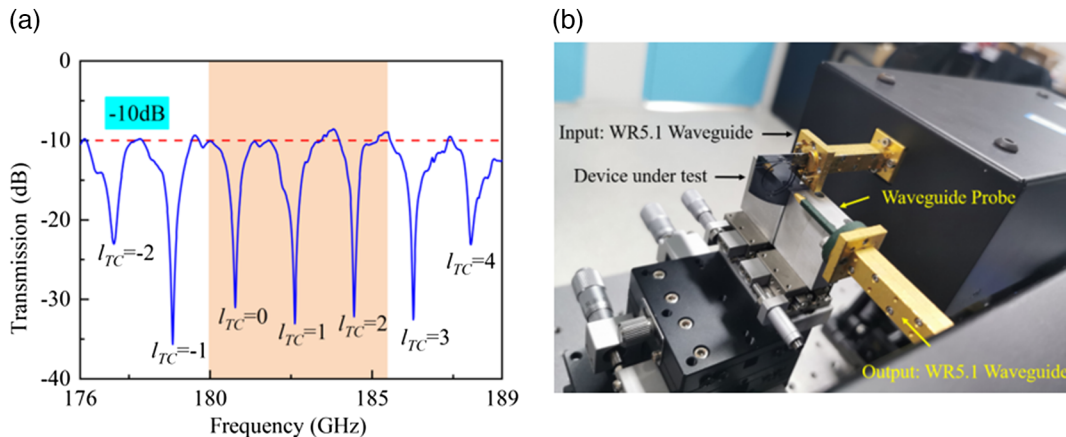 (a)
0
-10dB
-10
-20
-30
-40
Transmission (dB)
l_TC=-2
l_TC=-1
l_TC=0
l_TC=1
l_TC=2
l_TC=3
l_TC=4
176
180
185
189
Frequency (GHz)
(b)
Input: WR5.1 Waveguide
Device under test
Waveguide Probe
Output: WR5.1 Waveguide